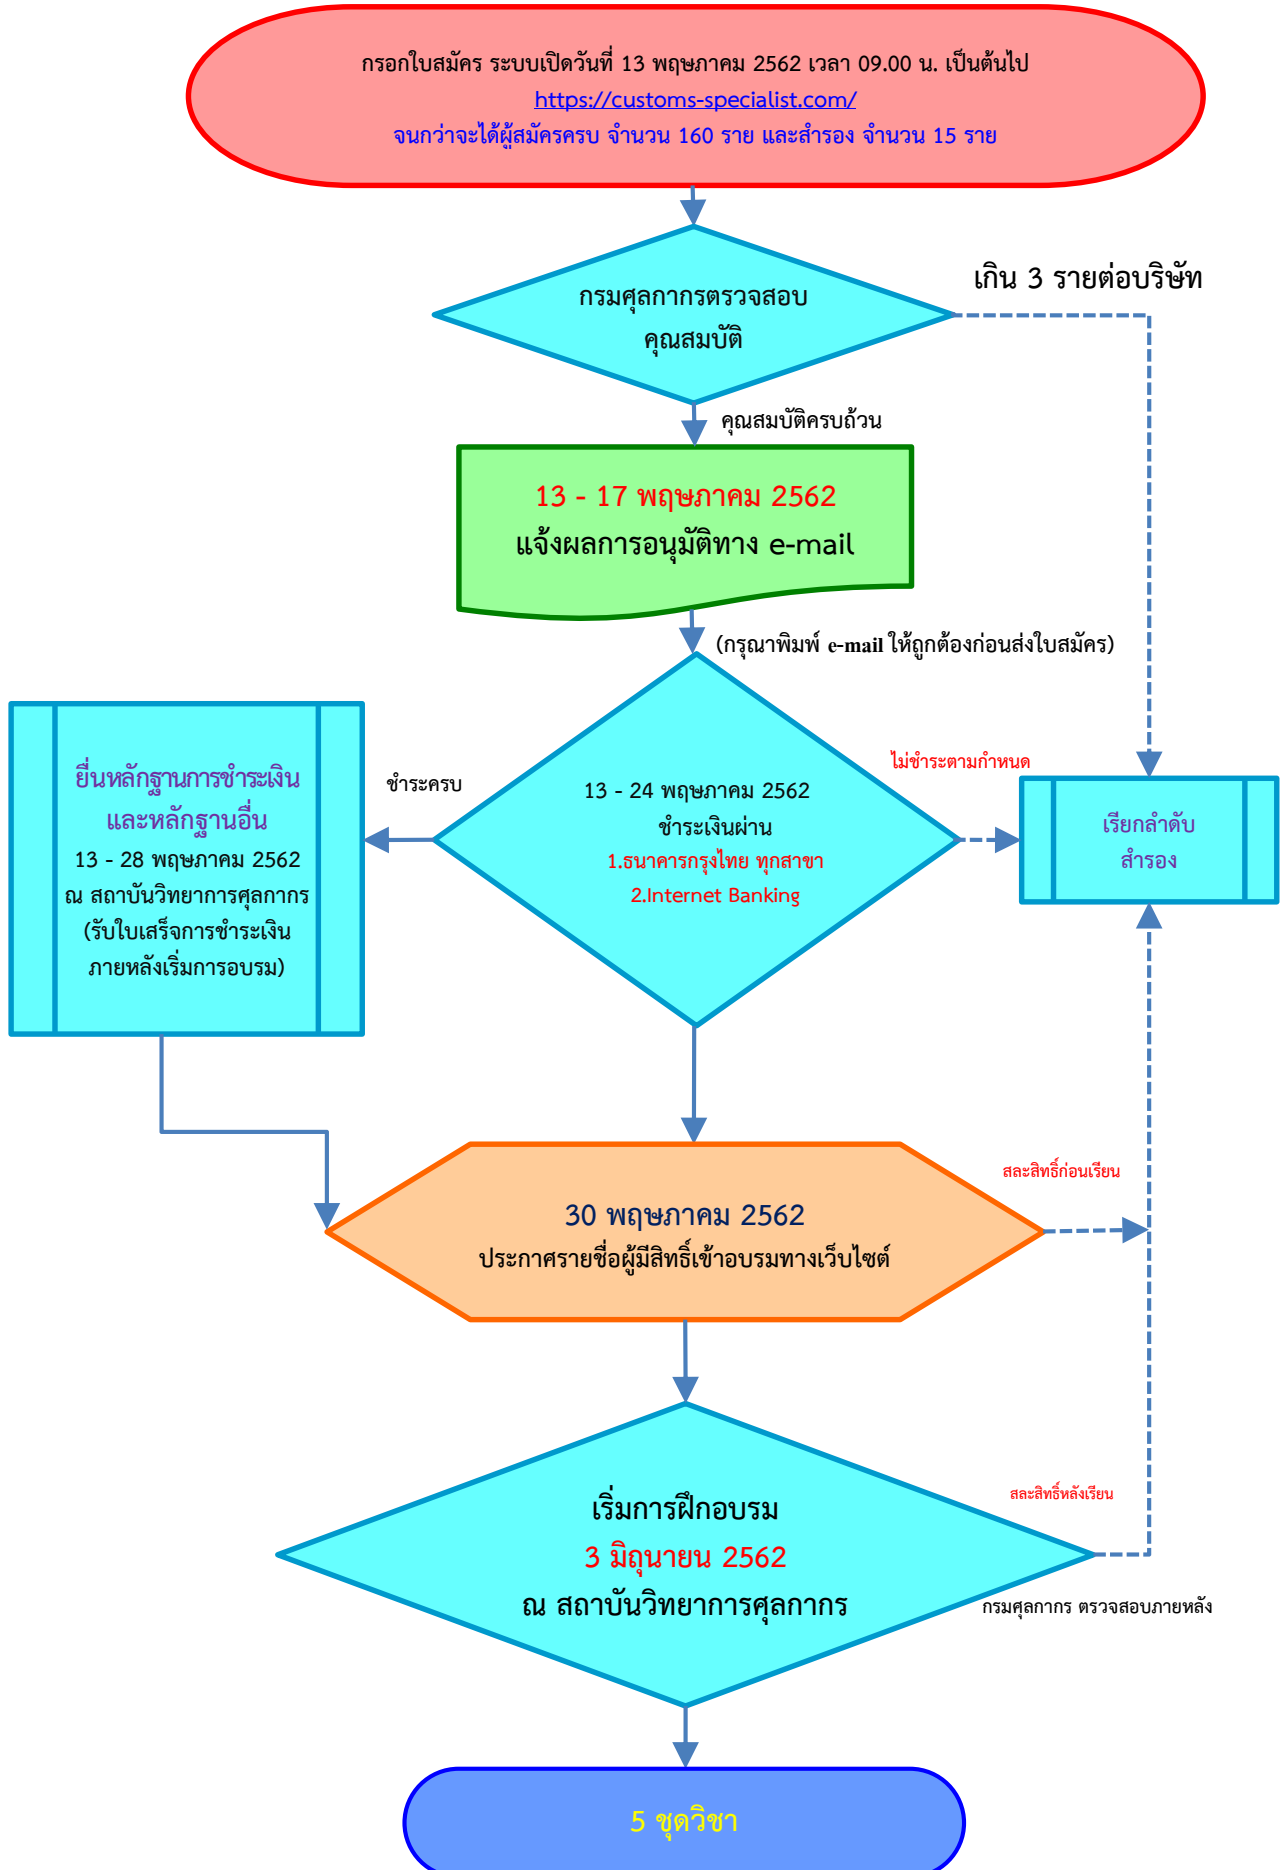 กรอกใบสมัคร ระบบเปิดวันที่ 13 พฤษภาคม 2562 เวลา 09.00 น. เป็นต้นไป
https://customs-specialist.com/
จนกว่าจะได้ผู้สมัครครบ จำนวน 160 ราย และสำรอง จำนวน 15 ราย
เกิน 3 รายต่อบริษัท
กรมศุลกากรตรวจสอบ
คุณสมบัติ
คุณสมบัติครบถ้วน
13 - 17 พฤษภาคม 2562
แจ้งผลการอนุมัติทาง e-mail
(กรุณาพิมพ์ e-mail ให้ถูกต้องก่อนส่งใบสมัคร)
ยื่นหลักฐานการชำระเงิน
และหลักฐานอื่น
13 - 28 พฤษภาคม 2562
ณ สถาบันวิทยาการศุลกากร
(รับใบเสร็จการชำระเงิน
ภายหลังเริ่มการอบรม)
ชำระครบ
13 - 24 พฤษภาคม 2562
ชำระเงินผ่าน
1.ธนาคารกรุงไทย ทุกสาขา
2.Internet Banking
ไม่ชำระตามกำหนด
เรียกลำดับ
สำรอง
สละสิทธิ์ก่อนเรียน
30 พฤษภาคม 2562
ประกาศรายชื่อผู้มีสิทธิ์เข้าอบรมทางเว็บไซต์
สละสิทธิ์หลังเรียน
เริ่มการฝึกอบรม
3 มิถุนายน 2562
ณ สถาบันวิทยาการศุลกากร
กรมศุลกากร ตรวจสอบภายหลัง
5 ชุดวิชา